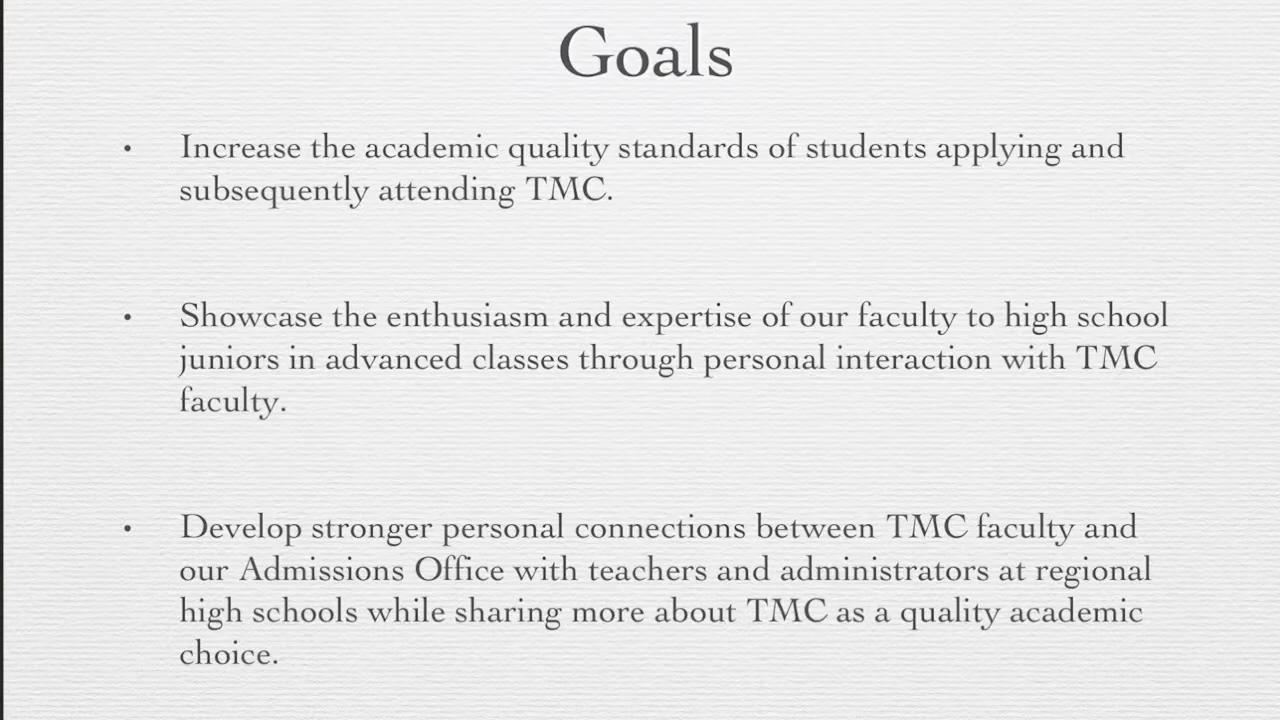 Goals
• Increase the academic quality standards of students applying and
subsequently attending TMC.
• Showcase the enthusiasm and expertise of our faculty to high school
juniors in advanced classes through personal interaction with TMC
faculty.
• Develop stronger personal connections between TMC faculty and
our Admissions Office with teachers and administrators at regional
high schools while sharing more about TMC as a quality academic
choice.